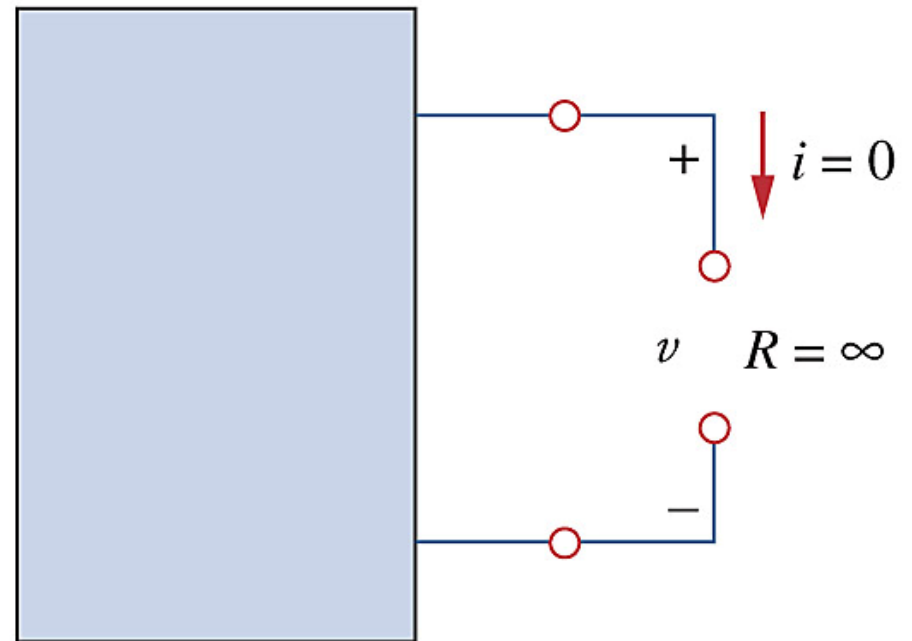 +
i = 0
v
R = ∞
−